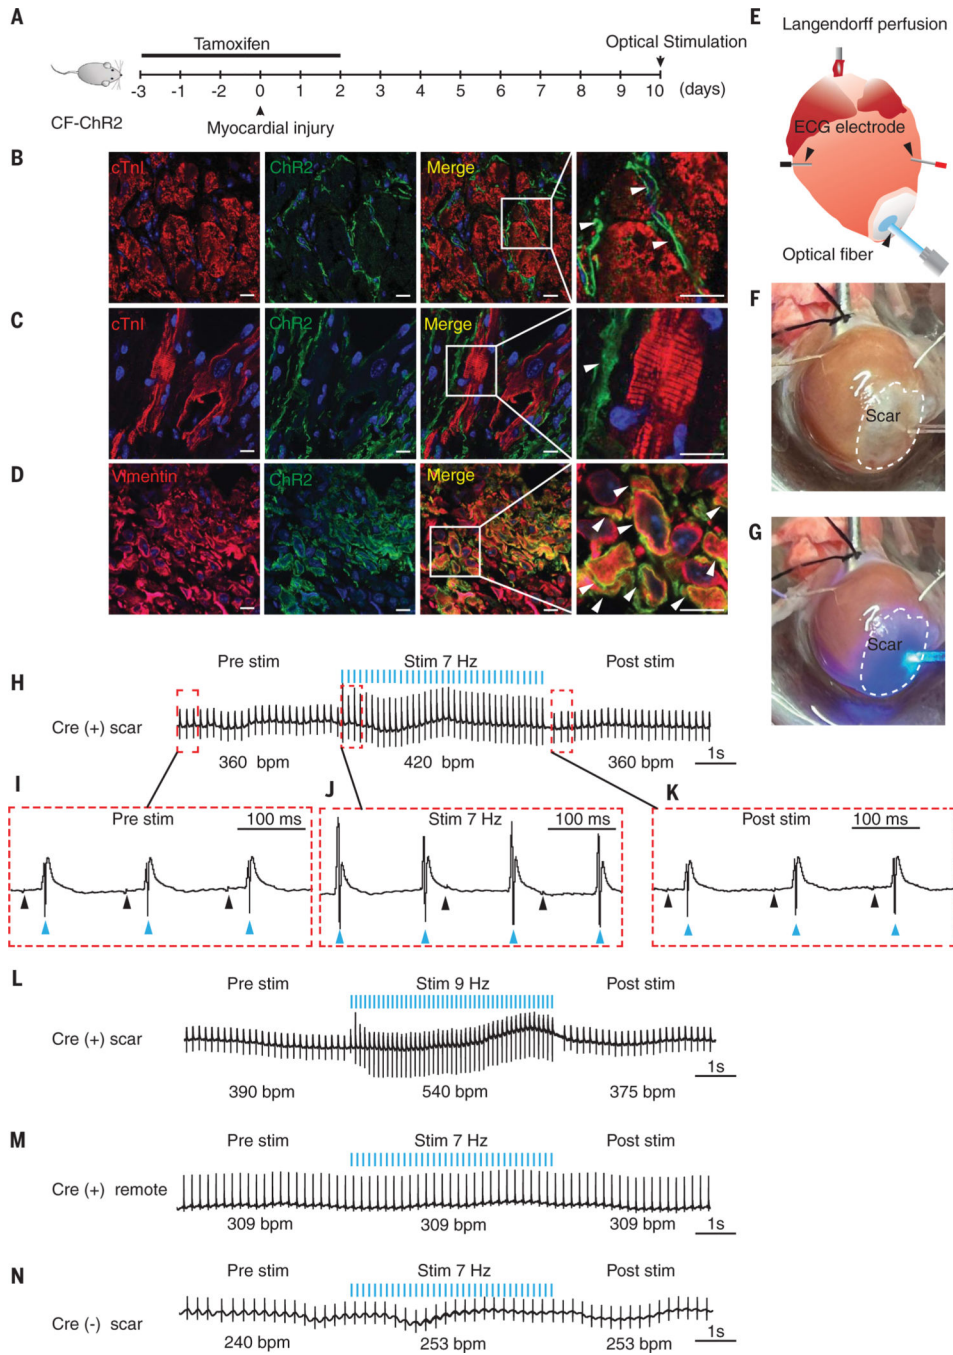 A
Tamoxifen
Optical Stimulation
-3 -1 -2 0 1 2 3 4 5 6 7 8 9 10 (days)
CF-ChR2
Myocardial injury
B
cTnI
ChR2
Merge
C
cTnI
ChR2
Merge
D
Vimentin
ChR2
Merge
E
Langendorff perfusion
ECG electrode
Optical fiber
F
Scar
G
Scar
H
Pre stim
Stim 7 Hz
Post stim
Cre (+) scar
360 bpm
420 bpm
360 bpm
1s
I
Pre stim
100 ms
J
Stim 7 Hz
100 ms
K
Post stim
100 ms
L
Pre stim
Stim 9 Hz
Post stim
Cre (+) scar
390 bpm
540 bpm
375 bpm
1s
M
Pre stim
Stim 7 Hz
Post stim
Cre (+) remote
309 bpm
309 bpm
309 bpm
1s
N
Pre stim
Stim 7 Hz
Post stim
Cre (-) scar
240 bpm
253 bpm
253 bpm
1s